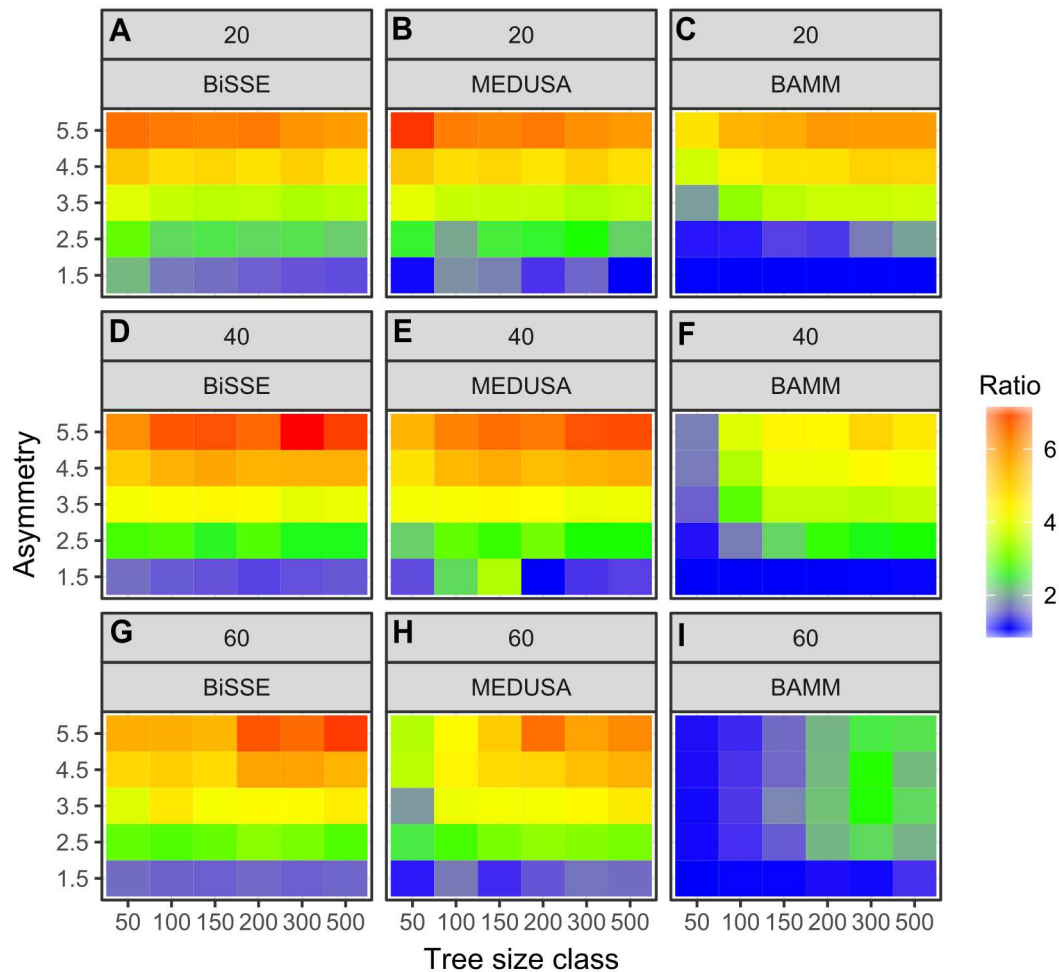 A 20 B 20 C 20
BiSSE MEDUSA BAMM
5.5
4.5
3.5
2.5
1.5
D 40 E 40 F 40
BiSSE MEDUSA BAMM
5.5
4.5
3.5
2.5
1.5
Asymmetry
Ratio
6
4
2
G 60 H 60 I 60
BiSSE MEDUSA BAMM
5.5
4.5
3.5
2.5
1.5
50 100 150 200 300 500 50 100 150 200 300 500 50 100 150 200 300 500
Tree size class